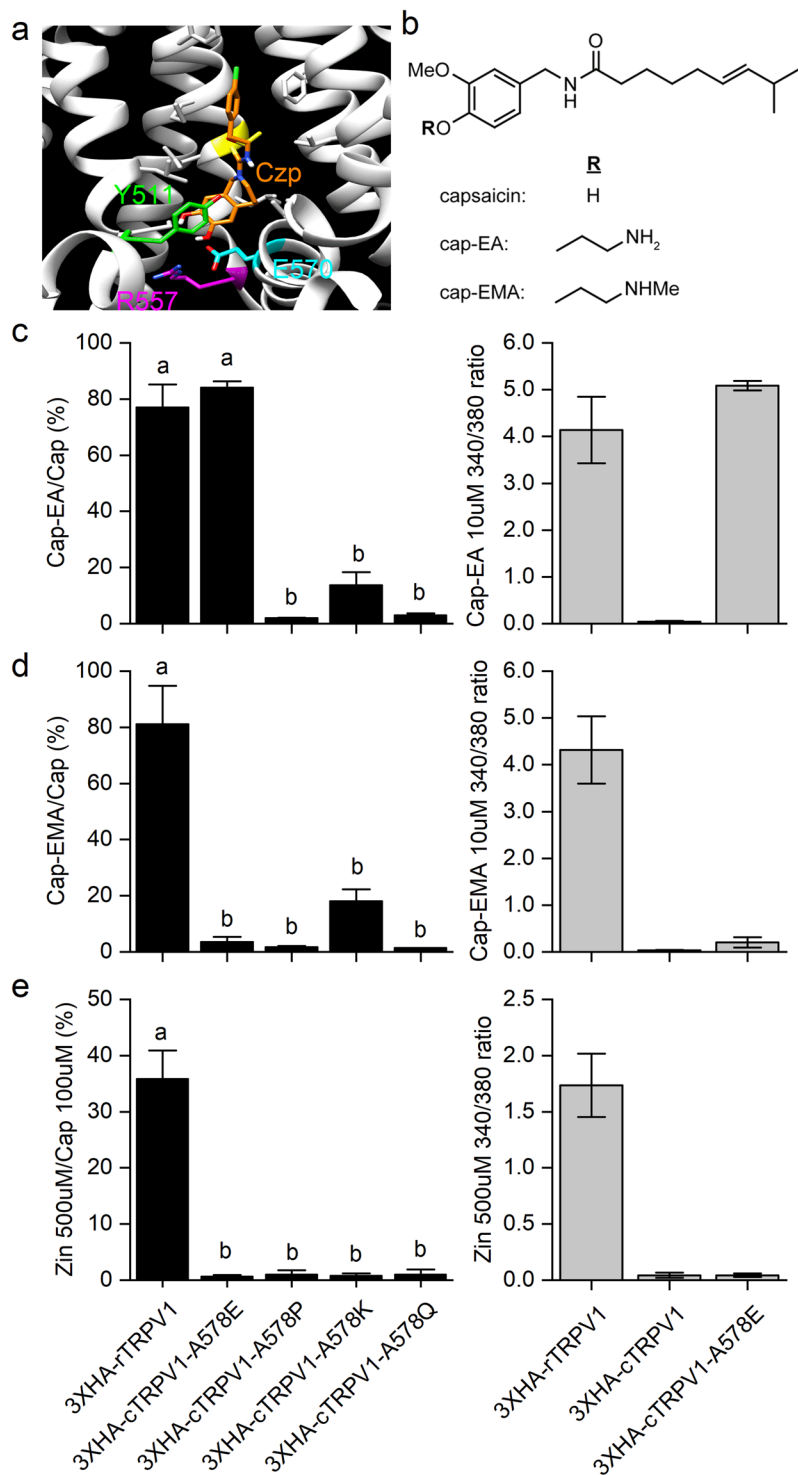 a
Y511
Czp
E570
R557
b
O
MeO
N
H
RO
R
capsaicin: H
cap-EA: NH2
cap-EMA: NHMe
c
Cap-EA/Cap (%)
100
80
60
40
20
0
a
a
b
b
b
Cap-EA 10uM 340/380 ratio
6.0
5.0
4.0
3.0
2.0
1.0
0.0
d
Cap-EMA/Cap (%)
100
80
60
40
20
0
a
b
b
b
b
Cap-EMA 10uM 340/380 ratio
6.0
5.0
4.0
3.0
2.0
1.0
0.0
e
Zin 500uM/Cap 100uM (%)
50
40
30
20
10
0
a
b
b
b
b
Zin 500uM 340/380 ratio
2.5
2.0
1.5
1.0
0.5
0.0
3XHA-rTRPV1
3XHA-cTRPV1-A578E
3XHA-cTRPV1-A578P
3XHA-cTRPV1-A578K
3XHA-cTRPV1-A578Q
3XHA-rTRPV1
3XHA-cTRPV1
3XHA-cTRPV1-A578E